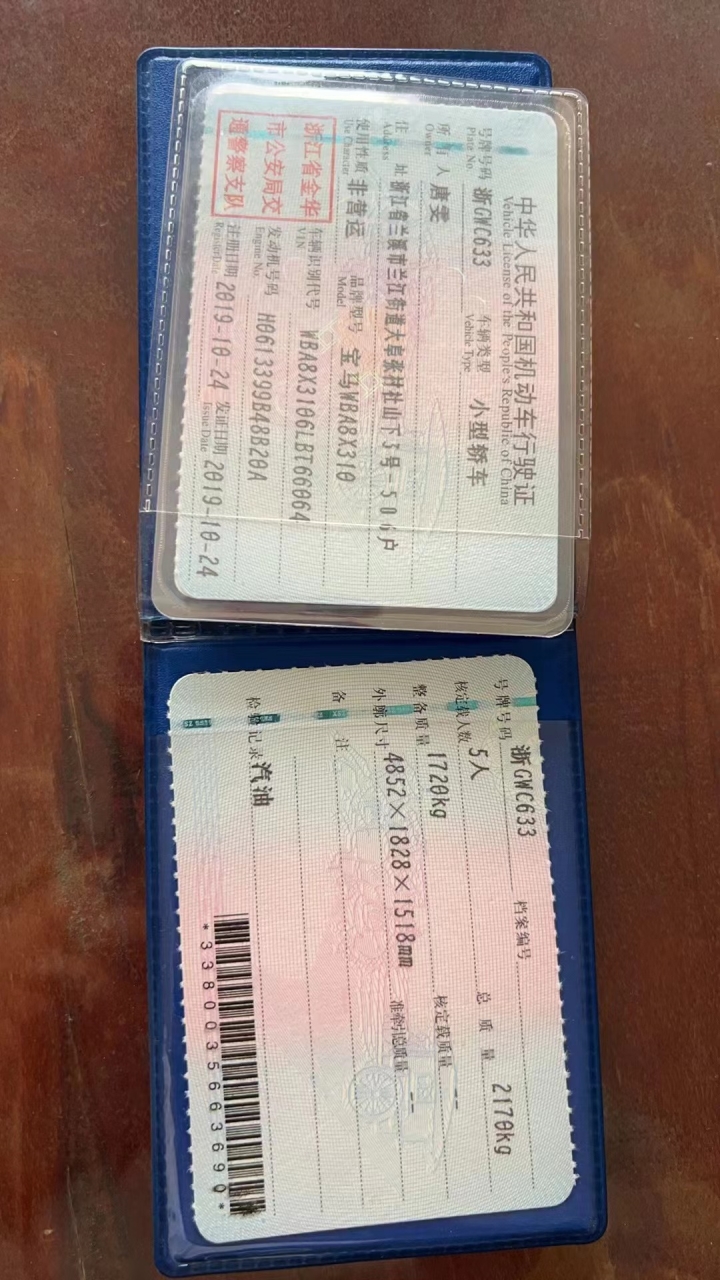 中华人民共和国机动车行驶证
Vehicle License of the People's Republic of China
号牌号码 浙GWC633 车辆类型 小型轿车
Plate No. Vehicle Type
所有人 唐雯
Owner
住址 浙江省兰溪市兰江街道大阜张村社山下5号-506户
Address
使用性质 非营运 品牌型号 宝马WBA8X310
Use Character Model
浙江省金华
市公安局交
通警察支队
车辆识别代号 WBA8X3106LBT66064
VIN
发动机号码 H0613399B48B20A
Engine No.
注册日期 2019-10-24 发证日期 2019-10-24
Register Date Issue Date
号牌号码 浙GWC633 档案编号
核定载人数 5人 总质量 2170kg
整备质量 1720kg 核定载质量 --
外廓尺寸 4852×1828×1518mm 准牵引总质量 --
备注
检验记录 汽油
*3380035663690*